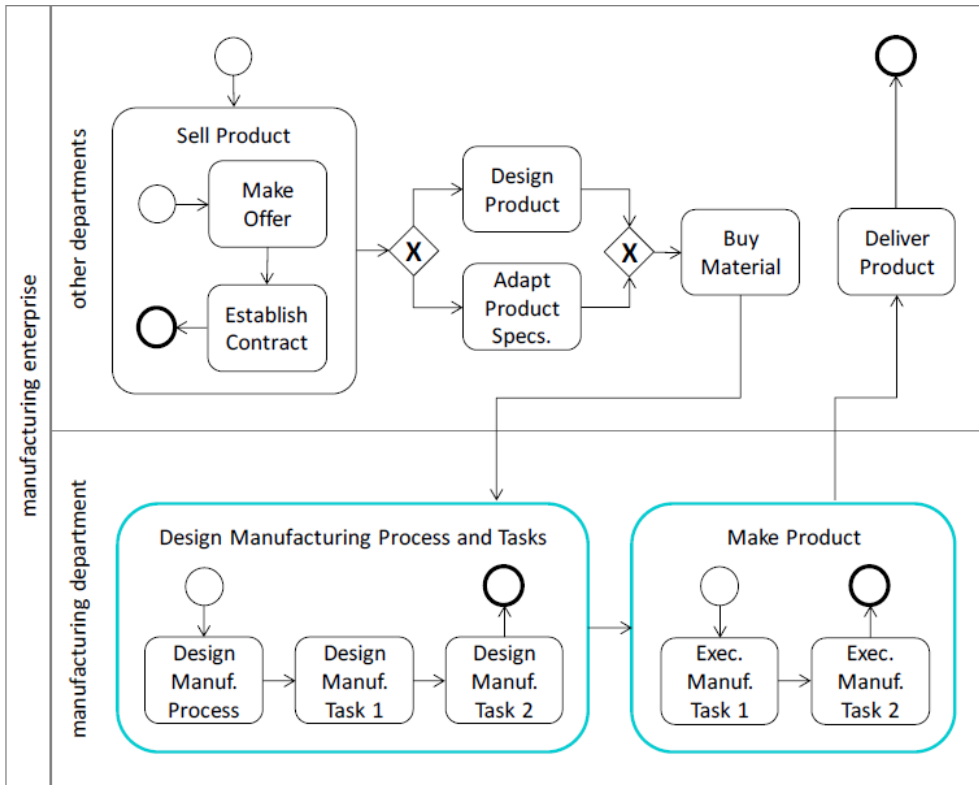 manufacturing enterprise
other departments
Sell Product
Make
Offer
Establish
Contract
X
Design
Product
Adapt
Product
Specs.
X
Buy
Material
Deliver
Product
manufacturing department
Design Manufacturing Process and Tasks
Design
Manuf.
Process
Design
Manuf.
Task 1
Design
Manuf.
Task 2
Make Product
Exec.
Manuf.
Task 1
Exec.
Manuf.
Task 2